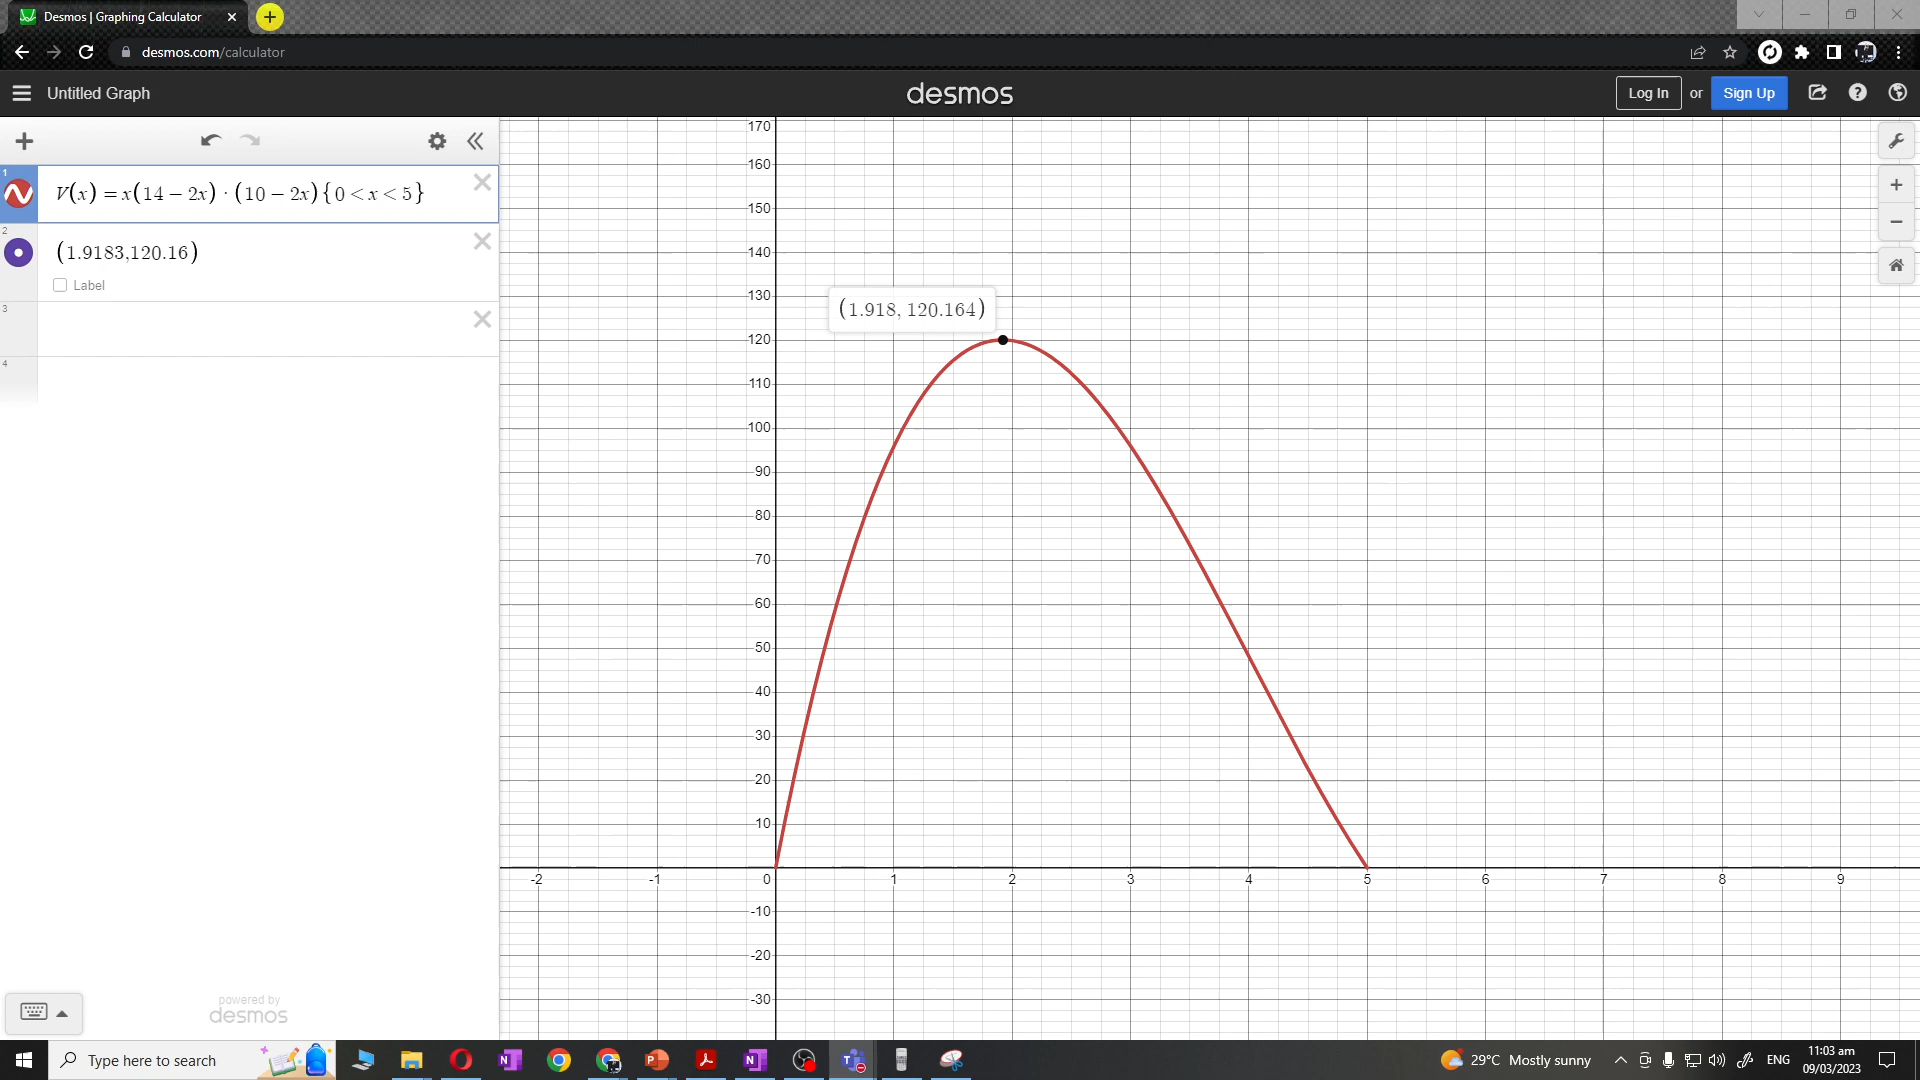 Desmos | Graphing Calculator
desmos.com/calculator
Untitled Graph
desmos
Log In or Sign Up
1
V(x) = x(14 − 2x) · (10 − 2x){0 < x < 5}
2
(1.9183,120.16)
Label
3
4
powered by
desmos
170
160
150
140
130
(1.918, 120.164)
120
110
100
90
80
70
60
50
40
30
20
10
-2 -1 0 1 2 3 4 5 6 7 8 9
-10
-20
-30
Type here to search
29°C Mostly sunny
ENG
11:03 am
09/03/2023